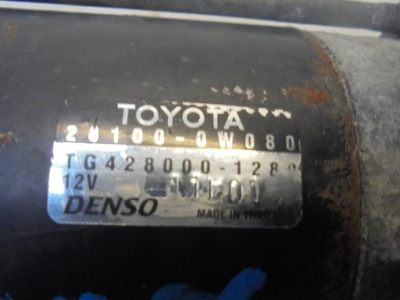 TOYOTA
28100-0W080
TG428000-128
12V
DENSO MADE IN THAILAND